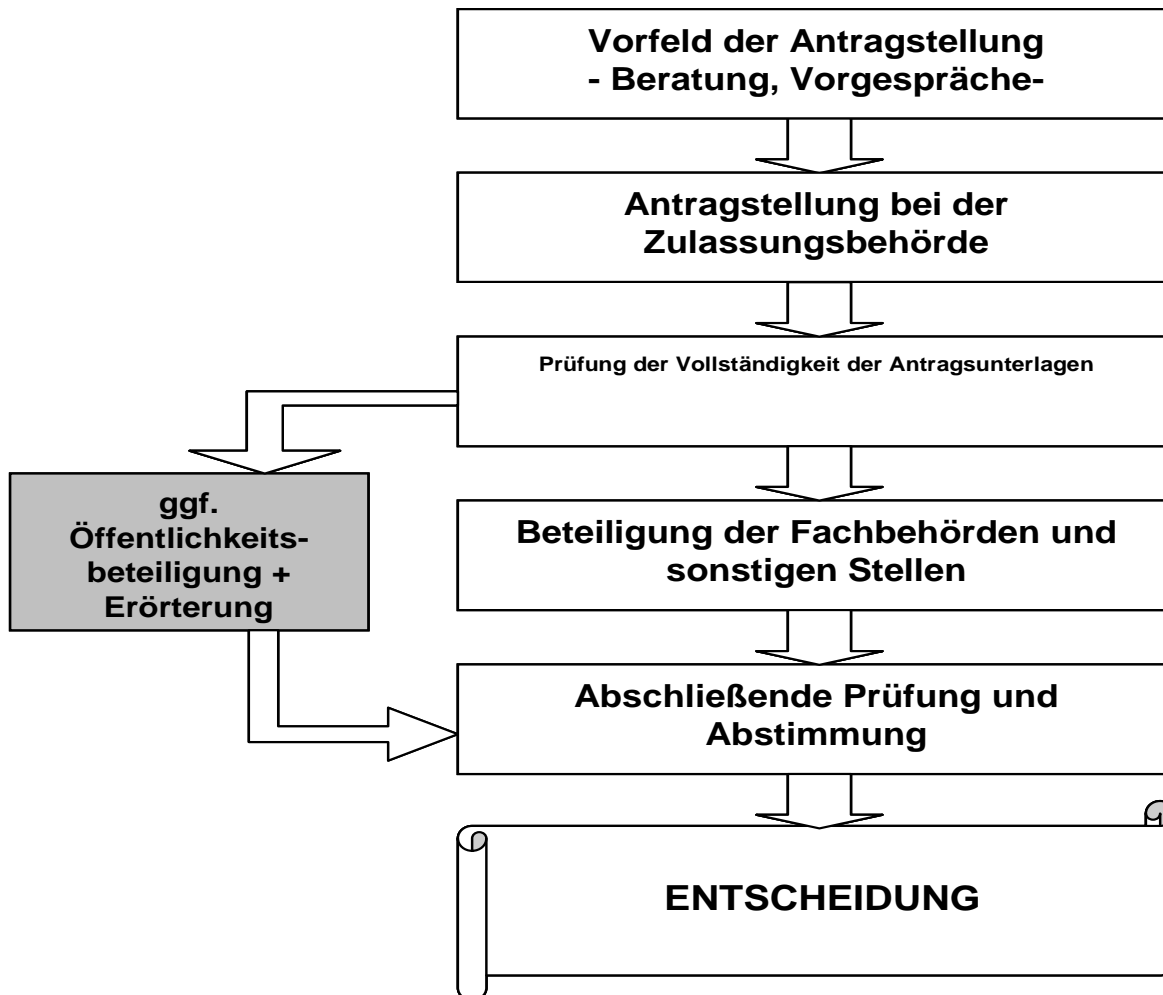 Vorfeld der Antragstellung
- Beratung, Vorgespräche-
Antragstellung bei der
Zulassungsbehörde
Prüfung der Vollständigkeit der Antragsunterlagen
ggf.
Öffentlichkeits-
beteiligung +
Erörterung
Beteiligung der Fachbehörden und
sonstigen Stellen
Abschließende Prüfung und
Abstimmung
ENTSCHEIDUNG